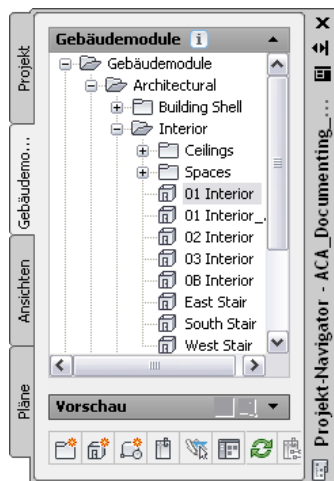 Projekt
Gebäudemo...
Ansichten
Pläne
Gebäudemodule
Gebäudemodule
Architectural
Building Shell
Interior
Ceilings
Spaces
01 Interior
01 Interior_
02 Interior
03 Interior
0B Interior
East Stair
South Stair
West Stair
Vorschau
Projekt-Navigator - ACA_Documenting_...